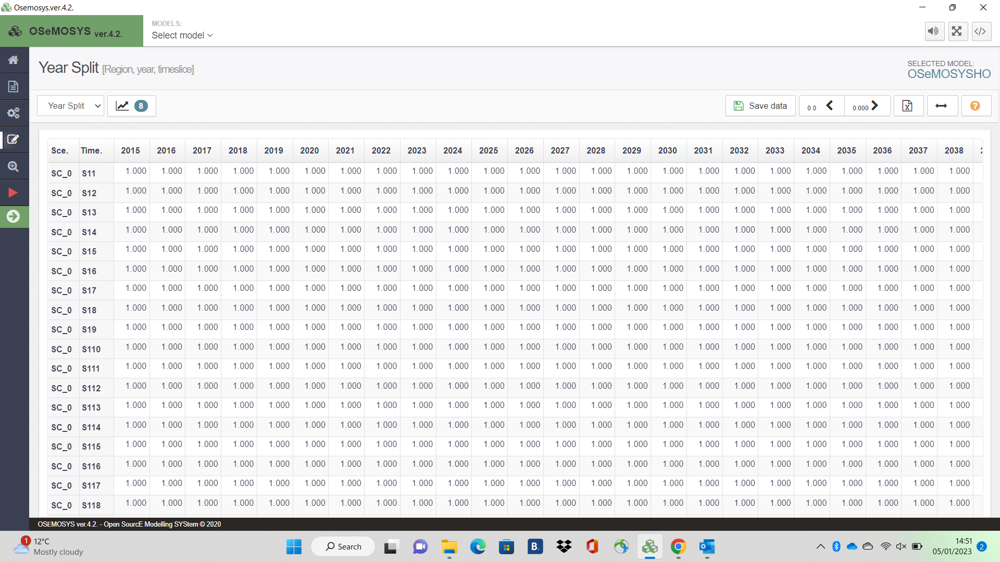 Osemosys.ver.4.2.
OSeMOSYS ver.4.2.
MODELS:
Select model
Year Split [Region, year, timeslice]
SELECTED MODEL:
OSeMOSYSHO
Year Split 8 Save data 0.0 0.000
Sce. Time. 2015 2016 2017 2018 2019 2020 2021 2022 2023 2024 2025 2026 2027 2028 2029 2030 2031 2032 2033 2034 2035 2036 2037 2038
SC_0 S11 1.000 1.000 1.000 1.000 1.000 1.000 1.000 1.000 1.000 1.000 1.000 1.000 1.000 1.000 1.000 1.000 1.000 1.000 1.000 1.000 1.000 1.000 1.000 1.000
SC_0 S12 1.000 1.000 1.000 1.000 1.000 1.000 1.000 1.000 1.000 1.000 1.000 1.000 1.000 1.000 1.000 1.000 1.000 1.000 1.000 1.000 1.000 1.000 1.000 1.000
SC_0 S13 1.000 1.000 1.000 1.000 1.000 1.000 1.000 1.000 1.000 1.000 1.000 1.000 1.000 1.000 1.000 1.000 1.000 1.000 1.000 1.000 1.000 1.000 1.000 1.000
SC_0 S14 1.000 1.000 1.000 1.000 1.000 1.000 1.000 1.000 1.000 1.000 1.000 1.000 1.000 1.000 1.000 1.000 1.000 1.000 1.000 1.000 1.000 1.000 1.000 1.000
SC_0 S15 1.000 1.000 1.000 1.000 1.000 1.000 1.000 1.000 1.000 1.000 1.000 1.000 1.000 1.000 1.000 1.000 1.000 1.000 1.000 1.000 1.000 1.000 1.000 1.000
SC_0 S16 1.000 1.000 1.000 1.000 1.000 1.000 1.000 1.000 1.000 1.000 1.000 1.000 1.000 1.000 1.000 1.000 1.000 1.000 1.000 1.000 1.000 1.000 1.000 1.000
SC_0 S17 1.000 1.000 1.000 1.000 1.000 1.000 1.000 1.000 1.000 1.000 1.000 1.000 1.000 1.000 1.000 1.000 1.000 1.000 1.000 1.000 1.000 1.000 1.000 1.000
SC_0 S18 1.000 1.000 1.000 1.000 1.000 1.000 1.000 1.000 1.000 1.000 1.000 1.000 1.000 1.000 1.000 1.000 1.000 1.000 1.000 1.000 1.000 1.000 1.000 1.000
SC_0 S19 1.000 1.000 1.000 1.000 1.000 1.000 1.000 1.000 1.000 1.000 1.000 1.000 1.000 1.000 1.000 1.000 1.000 1.000 1.000 1.000 1.000 1.000 1.000 1.000
SC_0 S110 1.000 1.000 1.000 1.000 1.000 1.000 1.000 1.000 1.000 1.000 1.000 1.000 1.000 1.000 1.000 1.000 1.000 1.000 1.000 1.000 1.000 1.000 1.000 1.000
SC_0 S111 1.000 1.000 1.000 1.000 1.000 1.000 1.000 1.000 1.000 1.000 1.000 1.000 1.000 1.000 1.000 1.000 1.000 1.000 1.000 1.000 1.000 1.000 1.000 1.000
SC_0 S112 1.000 1.000 1.000 1.000 1.000 1.000 1.000 1.000 1.000 1.000 1.000 1.000 1.000 1.000 1.000 1.000 1.000 1.000 1.000 1.000 1.000 1.000 1.000 1.000
SC_0 S113 1.000 1.000 1.000 1.000 1.000 1.000 1.000 1.000 1.000 1.000 1.000 1.000 1.000 1.000 1.000 1.000 1.000 1.000 1.000 1.000 1.000 1.000 1.000 1.000
SC_0 S114 1.000 1.000 1.000 1.000 1.000 1.000 1.000 1.000 1.000 1.000 1.000 1.000 1.000 1.000 1.000 1.000 1.000 1.000 1.000 1.000 1.000 1.000 1.000 1.000
SC_0 S115 1.000 1.000 1.000 1.000 1.000 1.000 1.000 1.000 1.000 1.000 1.000 1.000 1.000 1.000 1.000 1.000 1.000 1.000 1.000 1.000 1.000 1.000 1.000 1.000
SC_0 S116 1.000 1.000 1.000 1.000 1.000 1.000 1.000 1.000 1.000 1.000 1.000 1.000 1.000 1.000 1.000 1.000 1.000 1.000 1.000 1.000 1.000 1.000 1.000 1.000
SC_0 S117 1.000 1.000 1.000 1.000 1.000 1.000 1.000 1.000 1.000 1.000 1.000 1.000 1.000 1.000 1.000 1.000 1.000 1.000 1.000 1.000 1.000 1.000 1.000 1.000
SC_0 S118 1.000 1.000 1.000 1.000 1.000 1.000 1.000 1.000 1.000 1.000 1.000 1.000 1.000 1.000 1.000 1.000 1.000 1.000 1.000 1.000 1.000 1.000 1.000 1.000
OSEMOSYS ver.4.2. - Open SourcE Modelling SYStem © 2020
1
12°C
Mostly cloudy
Search
B.
14:51
05/01/2023
2